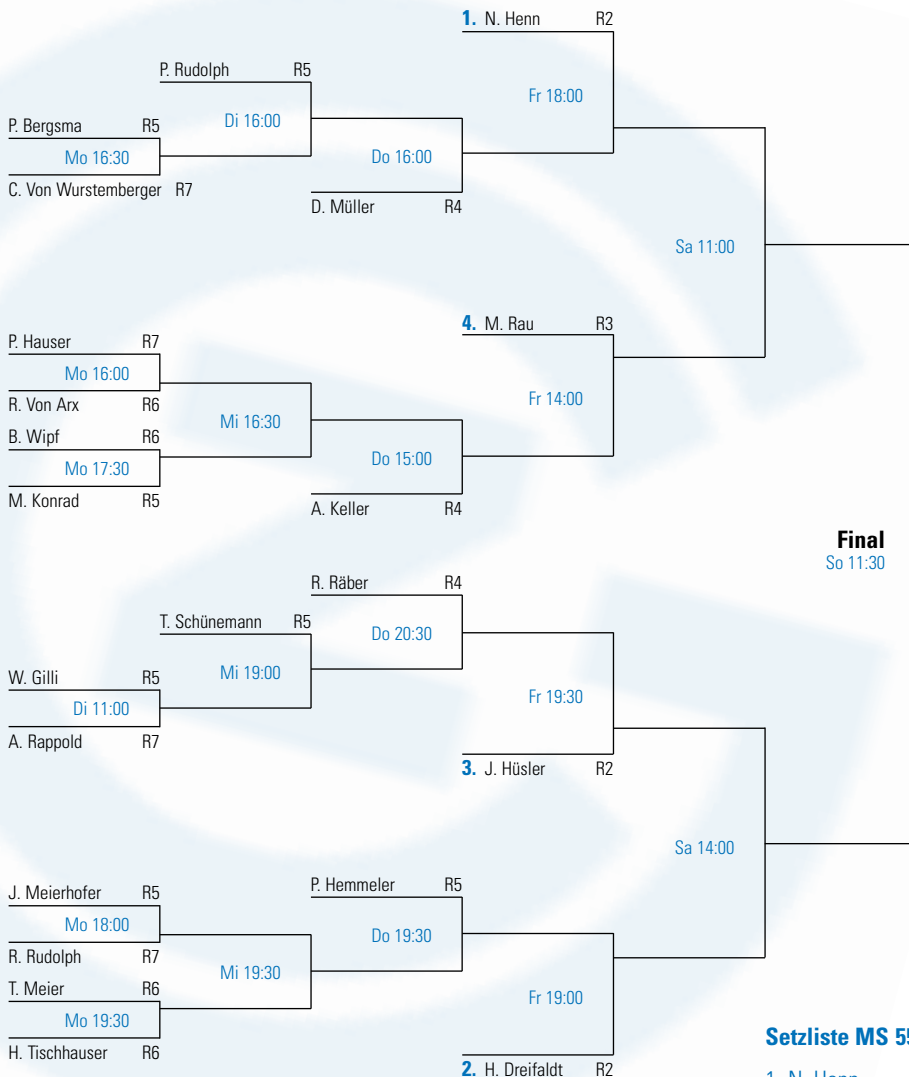 1. N. Henn R2
Fr 18:00
P. Rudolph R5
Di 16:00
P. Bergsma R5
Mo 16:30
C. Von Wurstemberger R7
Do 16:00
D. Müller R4
Sa 11:00
4. M. Rau R3
P. Hauser R7
Mo 16:00
R. Von Arx R6
Mi 16:30
Fr 14:00
B. Wipf R6
Mo 17:30
M. Konrad R5
Do 15:00
A. Keller R4
Final
So 11:30
R. Räber R4
T. Schünemann R5
Do 20:30
Mi 19:00
W. Gilli R5
Di 11:00
A. Rappold R7
Fr 19:30
3. J. Hüsler R2
Sa 14:00
J. Meierhofer R5
Mo 18:00
R. Rudolph R7
P. Hemmeler R5
Do 19:30
Mi 19:30
T. Meier R6
Mo 19:30
H. Tischhauser R6
Fr 19:00
2. H. Dreifaldt R2
Setzliste MS 55
1. N. Henn